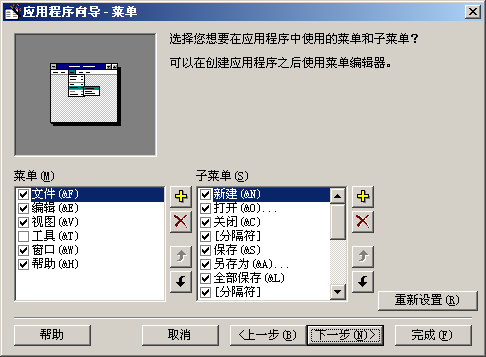 应用程序向导 - 菜单
选择您想要在应用程序中使用的菜单和子菜单？
可以在创建应用程序之后使用菜单编辑器。
菜单(M)
子菜单(S)
文件(&F)
编辑(&E)
视图(&V)
工具(&T)
窗口(&W)
帮助(&H)
新建(&N)
打开(&O)...
关闭(&C)
[分隔符]
保存(&S)
另存为(&A)...
全部保存(&L)
[分隔符]
重新设置(R)
帮助
取消
<上一步(B)
下一步(N)>
完成(F)